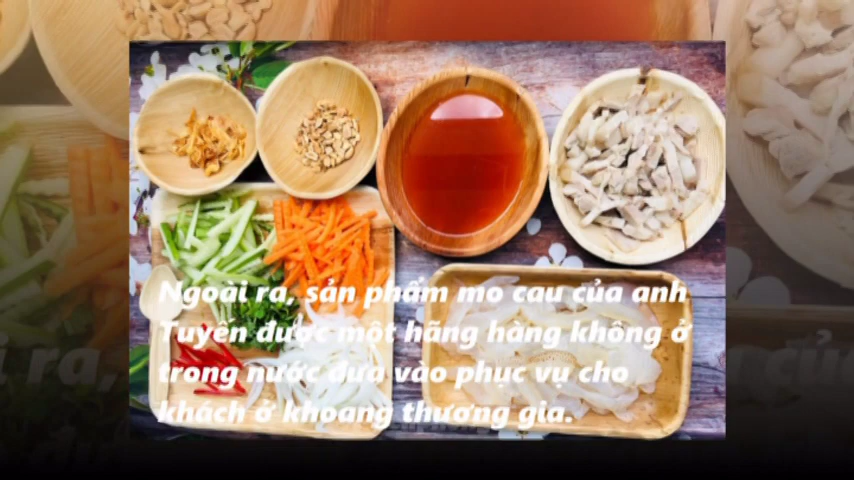 Ngoài ra, sản phẩm mo cau của anh
Tuyên được một hãng hàng không ở
trong nước đưa vào phục vụ cho
khách ở khoang thương gia.